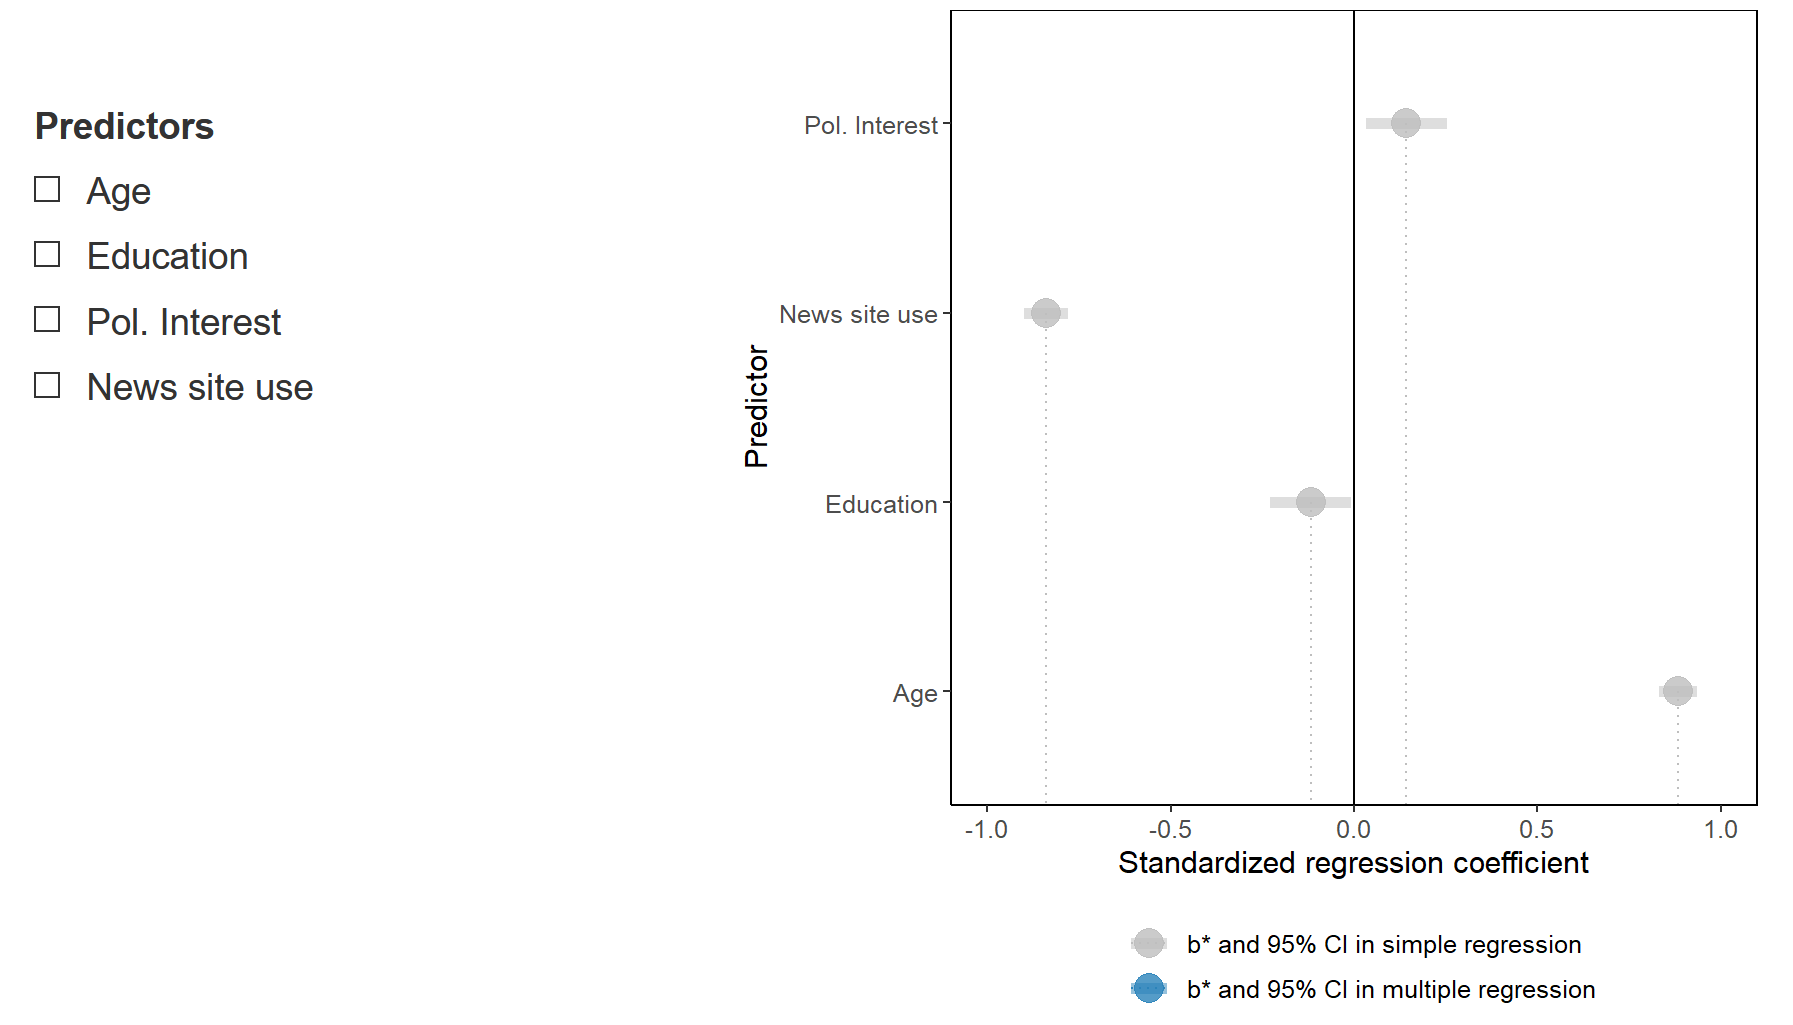 Predictors
Age
Education
Pol. Interest
News site use
Predictor
Pol. Interest
News site use
Education
Age
-1.0 -0.5 0.0 0.5 1.0
Standardized regression coefficient
b* and 95% CI in simple regression
b* and 95% CI in multiple regression